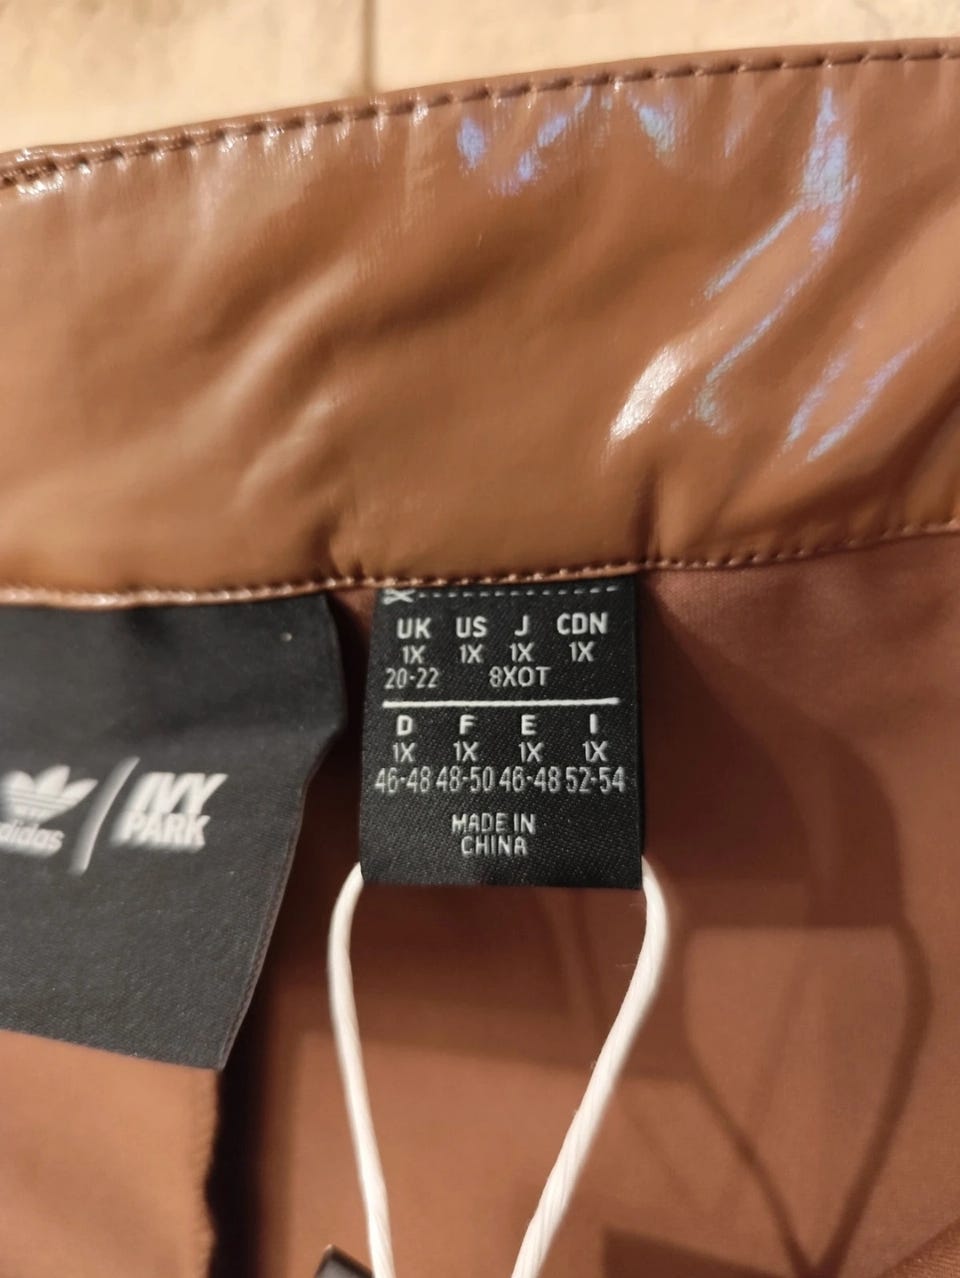 adidas
IVY
PARK
UK US J CDN
1X 1X 1X 1X
20-22 8XOT
D F E I
1X 1X 1X 1X
46-48 48-50 46-48 52-54
MADE IN
CHINA